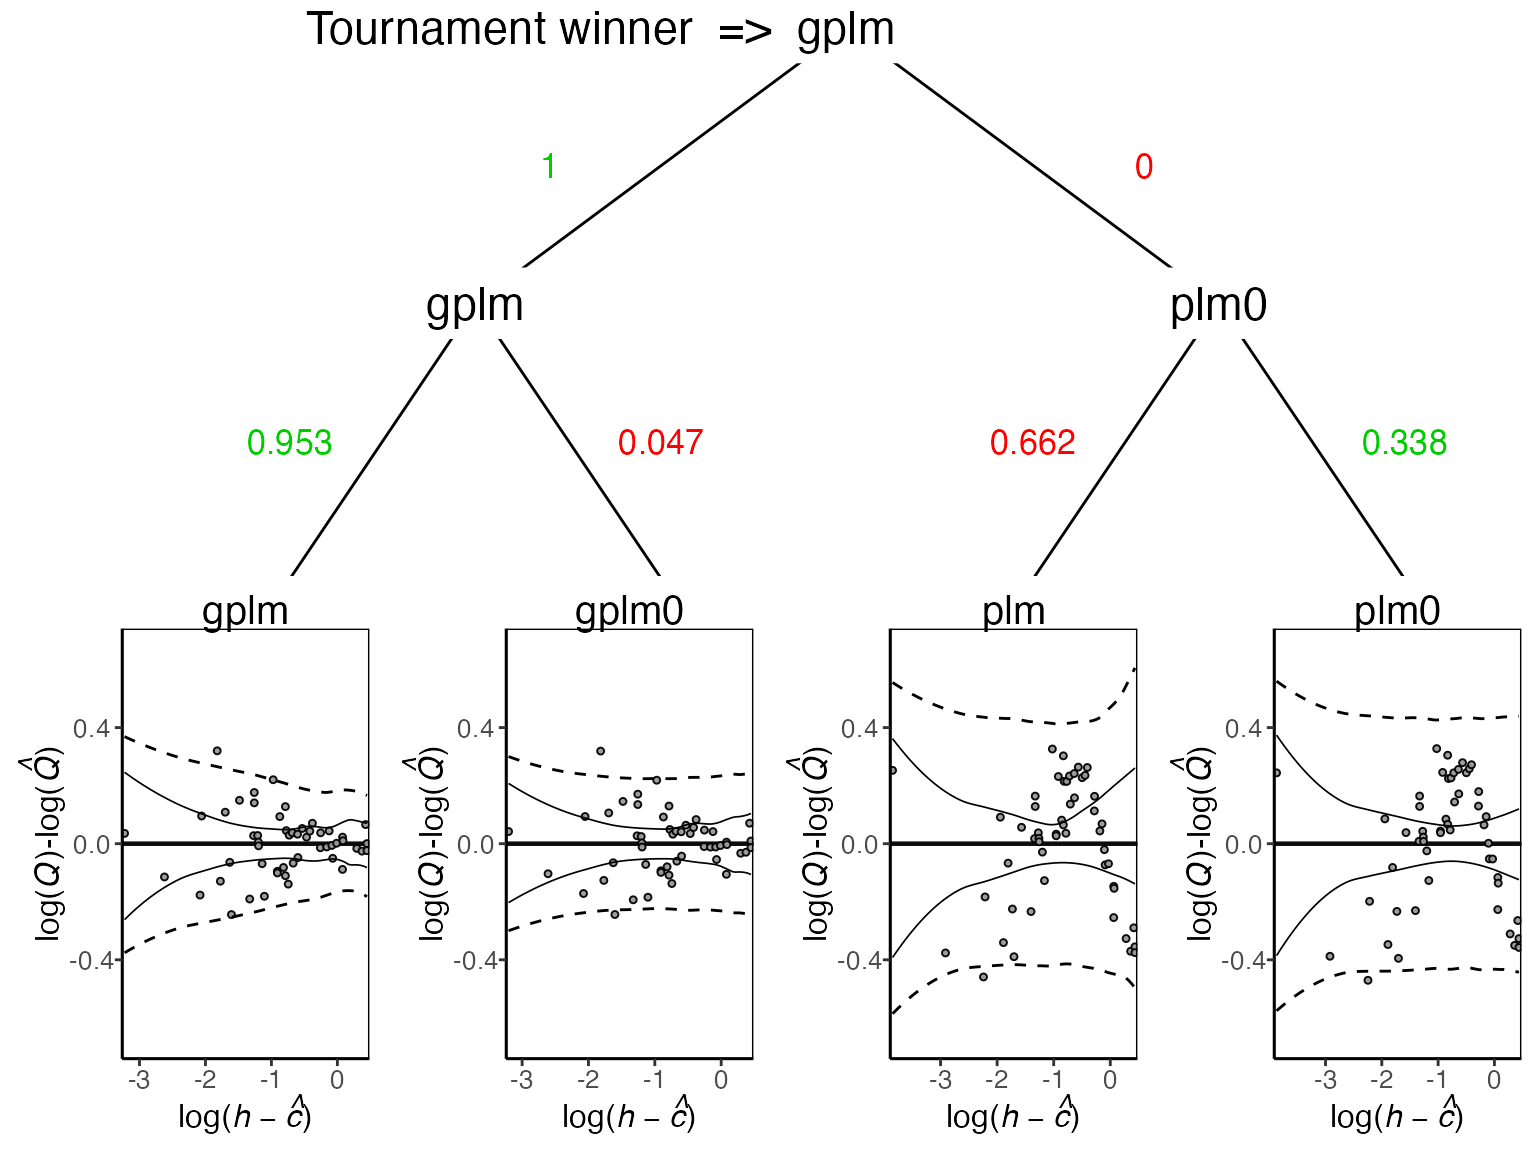 Tournament winner => gplm
1 0
gplm plm0
0.953 0.047 0.662 0.338
gplm gplm0 plm plm0
log(Q)-log(Q̂) log(Q)-log(Q̂) log(Q)-log(Q̂) log(Q)-log(Q̂)
0.4 0.4 0.4 0.4
0.0 0.0 0.0 0.0
-0.4 -0.4 -0.4 -0.4
-3 -2 -1 0 -3 -2 -1 0 -3 -2 -1 0 -3 -2 -1 0
log(h – ĉ) log(h – ĉ) log(h – ĉ) log(h – ĉ)